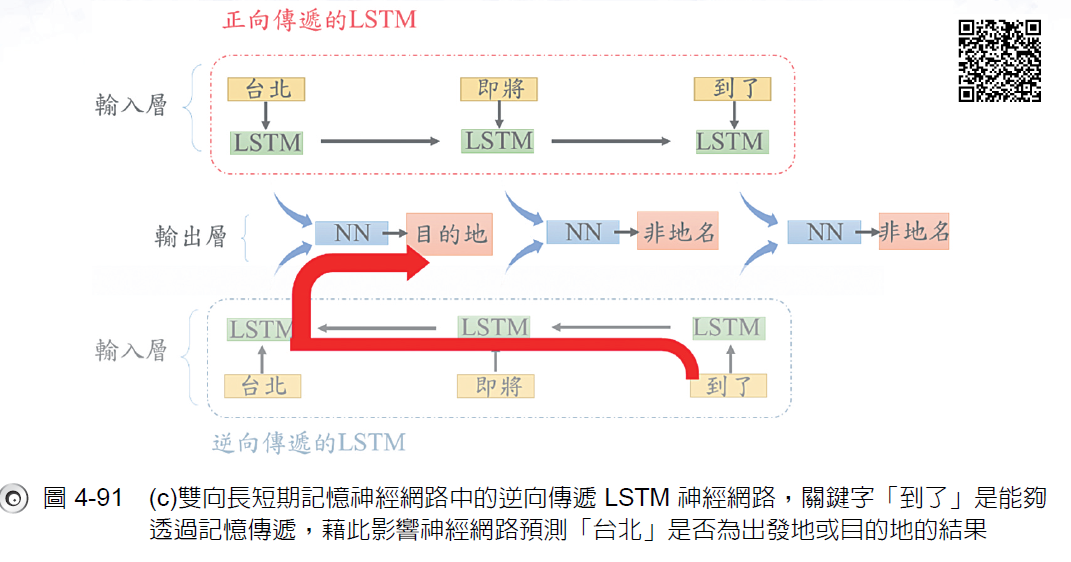 正向傳遞的LSTM
輸入層
台北
即將
到了
LSTM
LSTM
LSTM
輸出層
NN
目的地
NN
非地名
NN
非地名
輸入層
LSTM
LSTM
LSTM
台北
即將
到了
逆向傳遞的LSTM
圖 4-91 (c)雙向長短期記憶神經網路中的逆向傳遞 LSTM 神經網路，關鍵字「到了」是能夠
透過記憶傳遞，藉此影響神經網路預測「台北」是否為出發地或目的地的結果